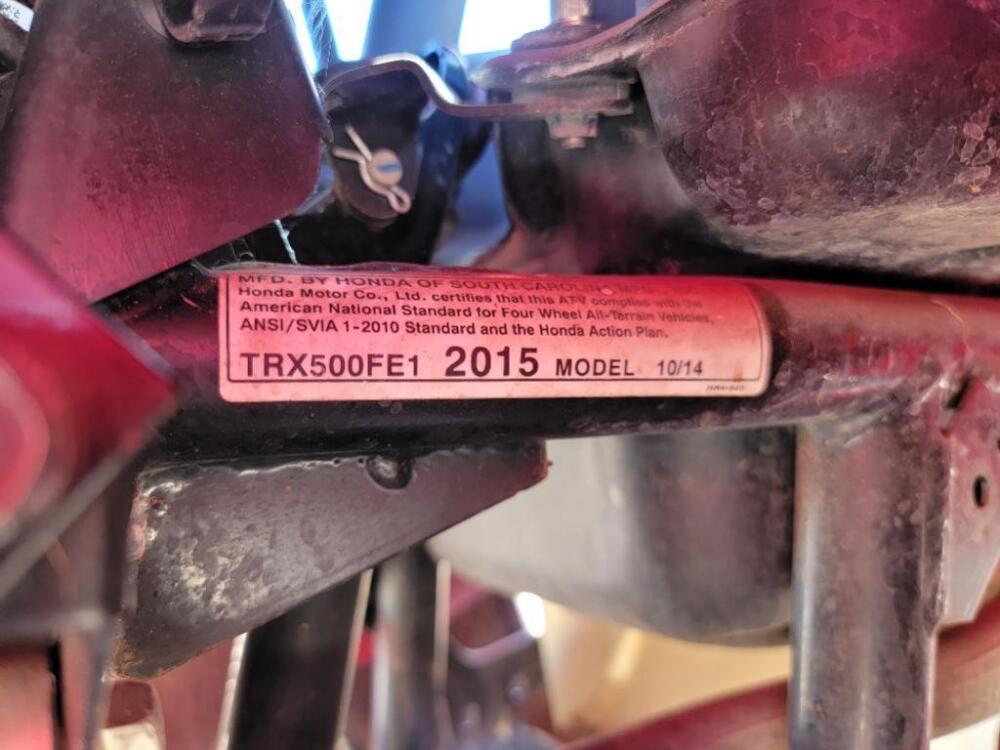 MFD. BY HONDA OF SOUTH CAROLINA MFG.
Honda Motor Co., Ltd. certifies that this ATV complies with the
American National Standard for Four Wheel All-Terrain Vehicles,
ANSI/SVIA 1-2010 Standard and the Honda Action Plan.
TRX500FE1 2015 MODEL 10/14